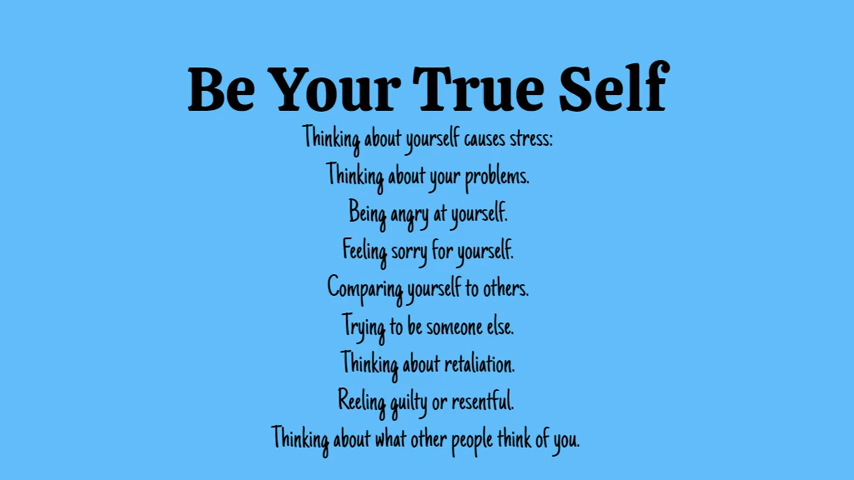 Be Your True Self
Thinking about yourself causes stress:
Thinking about your problems.
Being angry at yourself.
Feeling sorry for yourself.
Comparing yourself to others.
Trying to be someone else.
Thinking about retaliation.
Reeling guilty or resentful.
Thinking about what other people think of you.